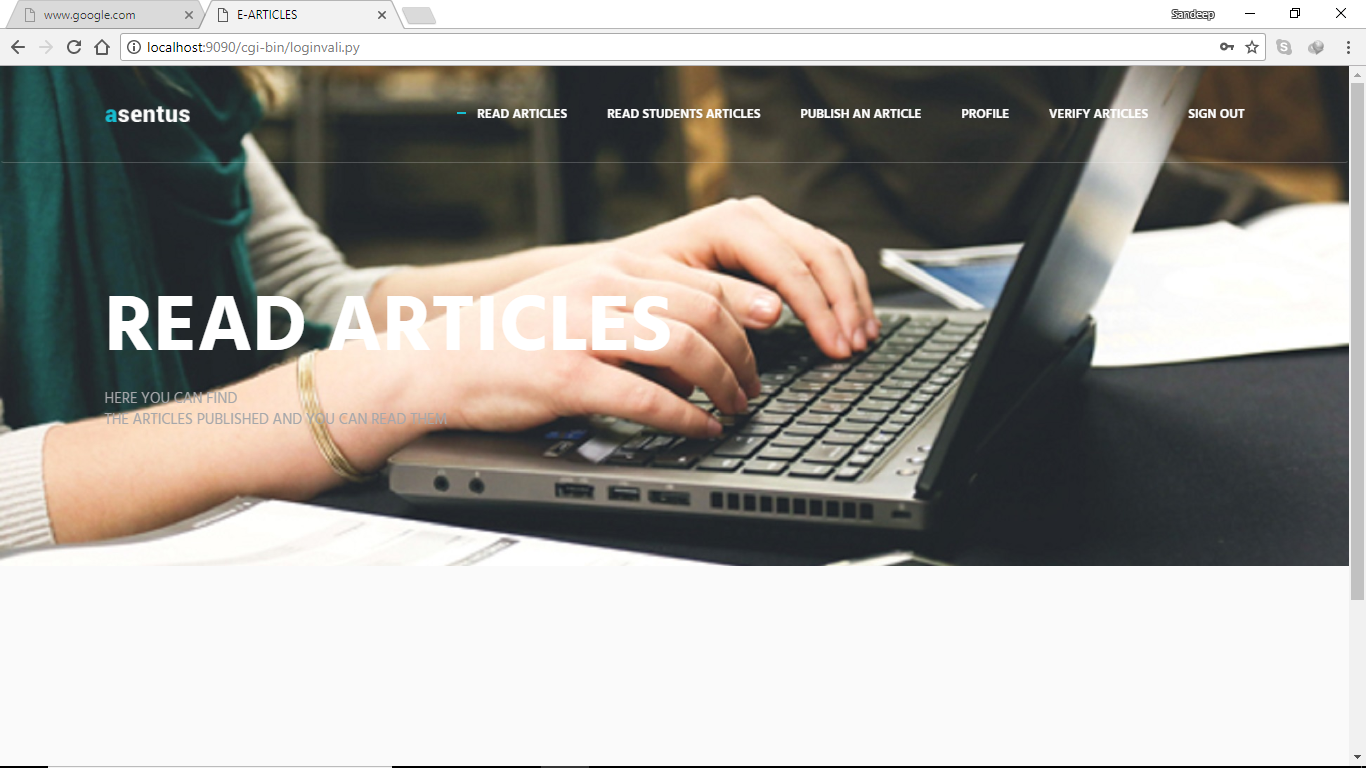 www.google.com
E-ARTICLES
Sandeep
localhost:9090/cgi-bin/loginvali.py
asentus
READ ARTICLES
READ STUDENTS ARTICLES
PUBLISH AN ARTICLE
PROFILE
VERIFY ARTICLES
SIGN OUT
READ ARTICLES
HERE YOU CAN FIND
THE ARTICLES PUBLISHED AND YOU CAN READ THEM